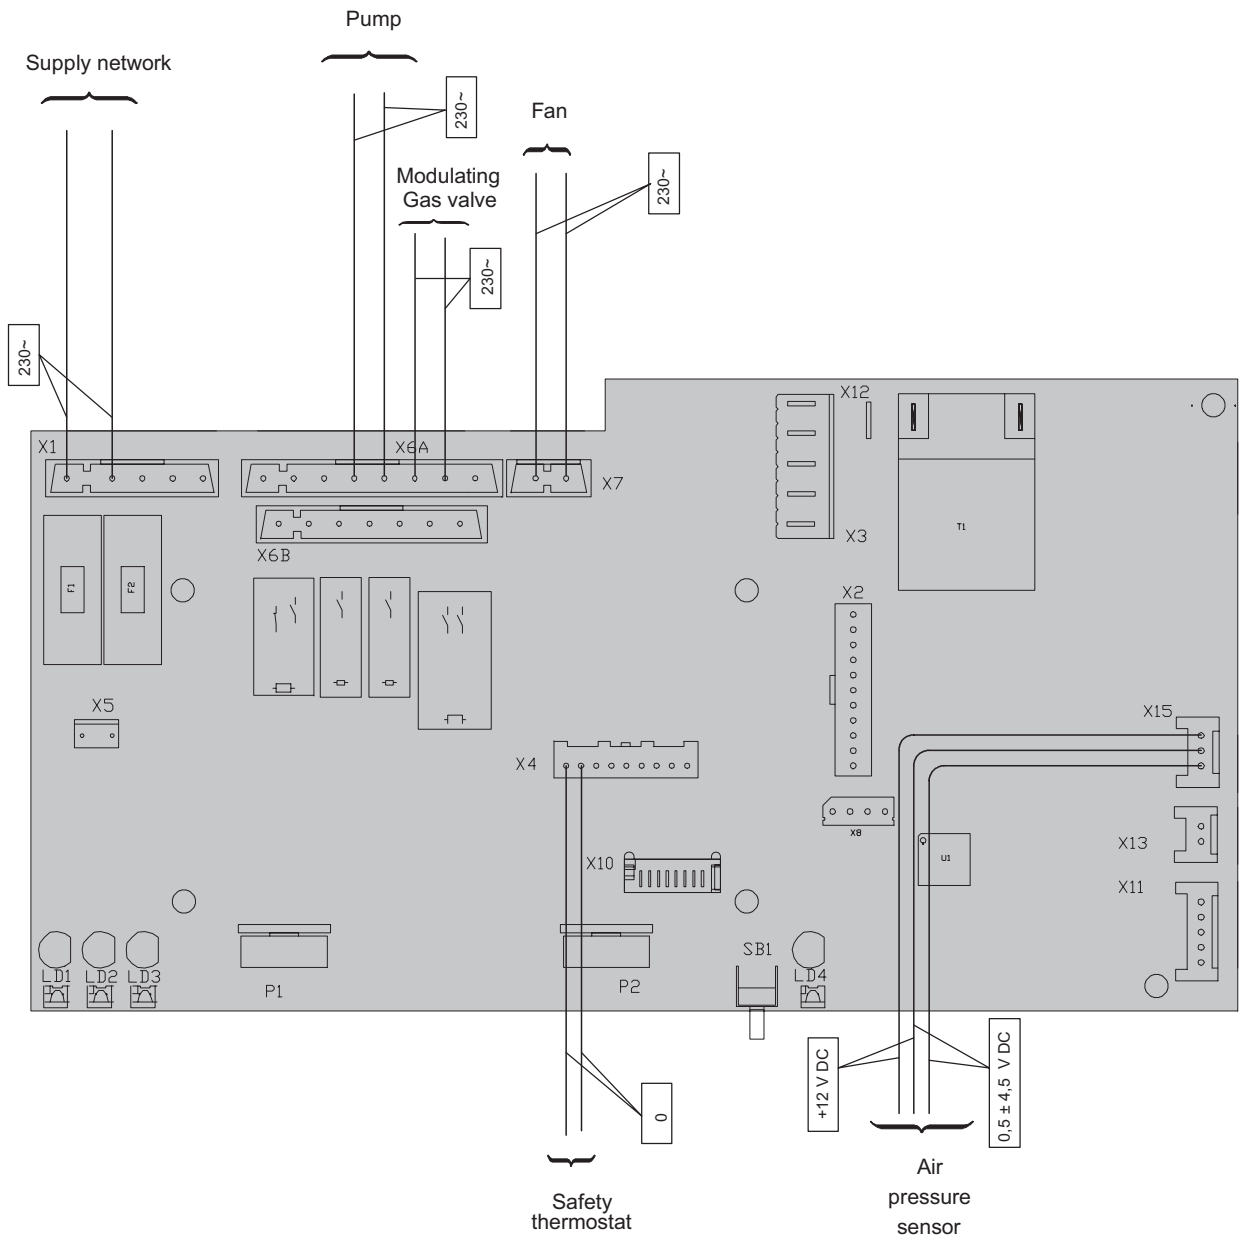 Pump
Supply network
230~
Fan
Modulating
Gas valve
230~
230~
230~
X1
X6A
X7
X12
X6B
X3
T1
F1
F2
X2
X5
X15
X4
X8
X10
X13
U1
X11
SB1
LD1
LD2
LD3
LD4
P1
P2
+12 V DC
0,5 ± 4,5 V DC
0
Air
pressure
sensor
Safety
thermostat